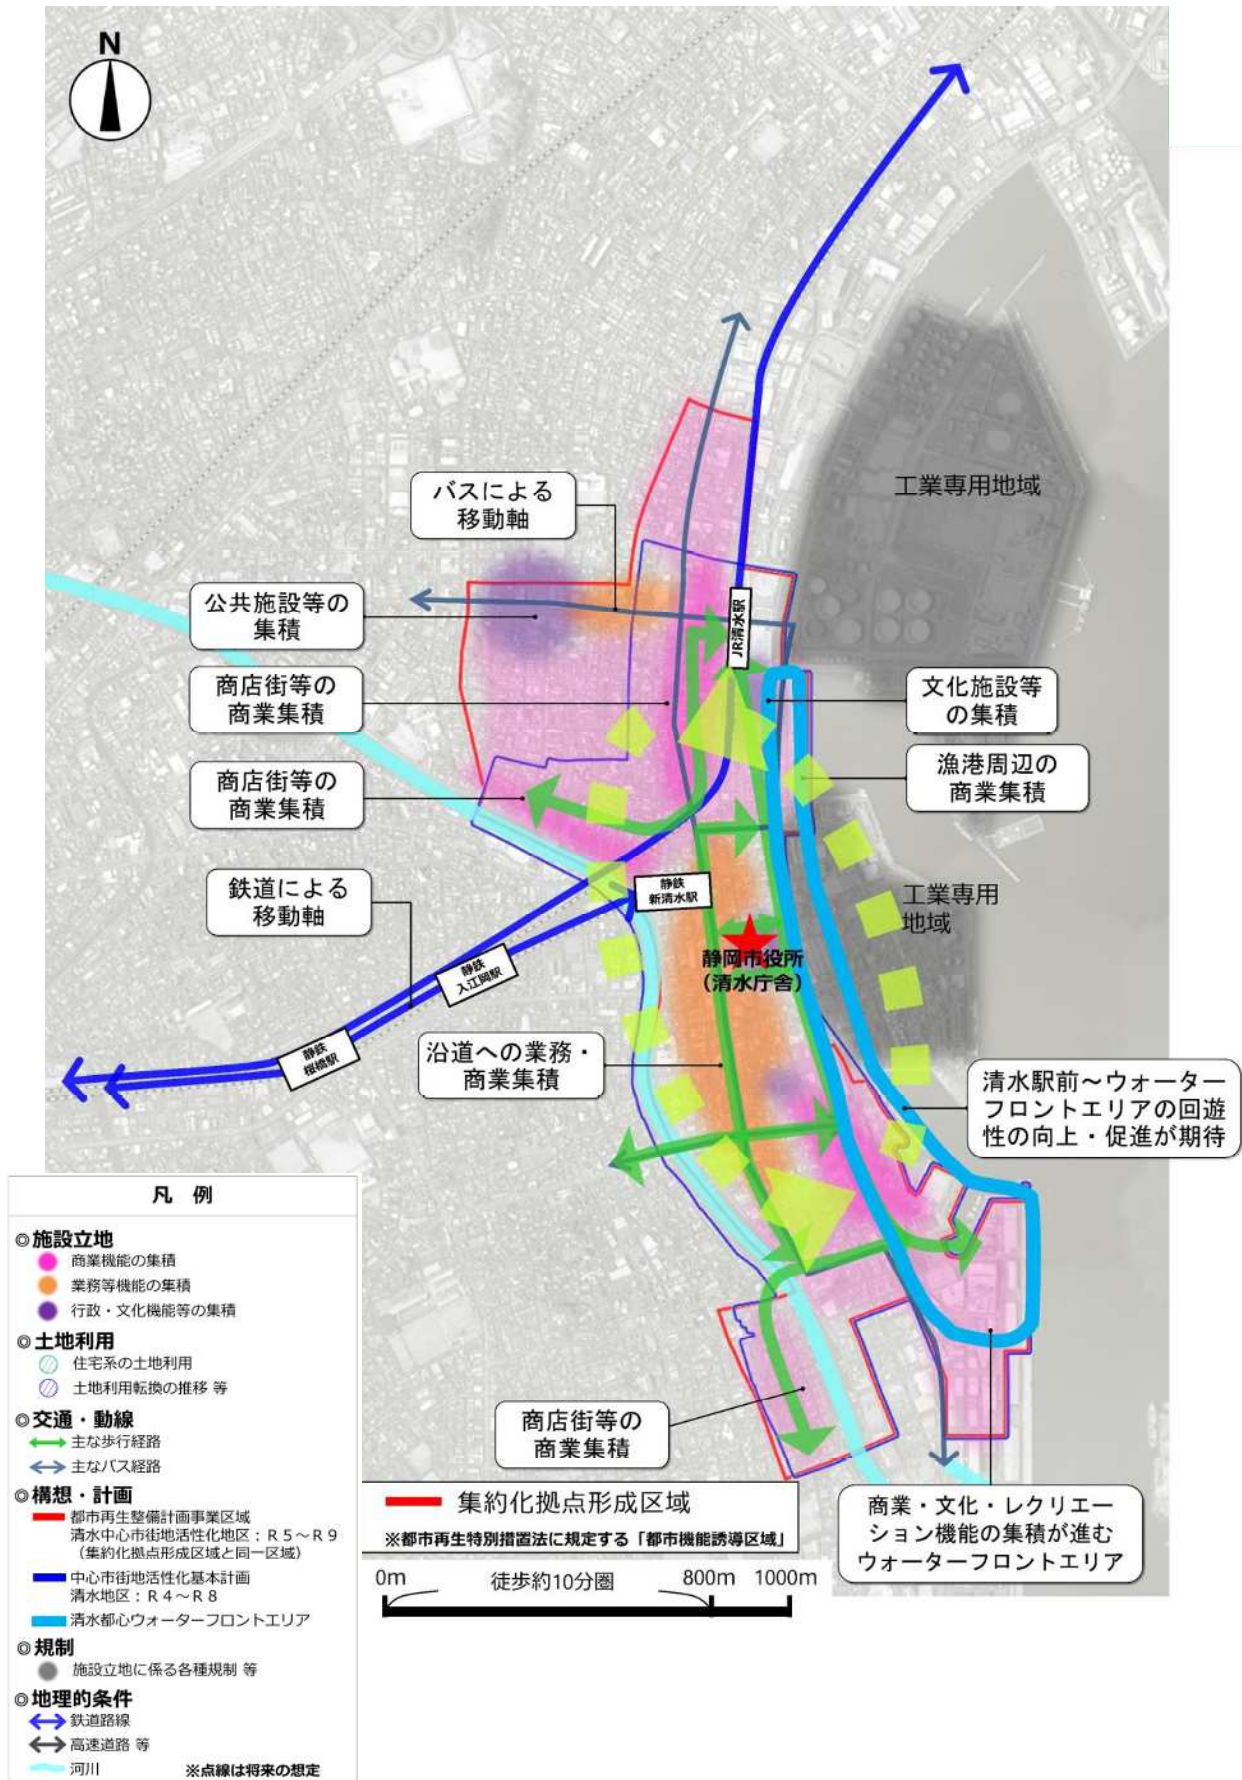 N
工業専用地域
バスによる
移動軸
公共施設等の
集積
JR清水駅
商店街等の
商業集積
文化施設等
の集積
漁港周辺の
商業集積
商店街等の
商業集積
鉄道による
移動軸
静鉄
新清水駅
工業専用
地域
静鉄
入江岡駅
静岡市役所
（清水庁舎）
静鉄
桜橋駅
沿道への業務・
商業集積
清水駅前～ウォーター
フロントエリアの回遊
性の向上・促進が期待
商店街等の
商業集積
商業・文化・レクリエー
ション機能の集積が進む
ウォーターフロントエリア
凡 例
◎施設立地
商業機能の集積
業務等機能の集積
行政・文化機能等の集積
◎土地利用
住宅系の土地利用
土地利用転換の推移 等
◎交通・動線
主な歩行経路
主なバス経路
◎構想・計画
都市再生整備計画事業区域
清水中心市街地活性化地区：R５～R９
（集約化拠点形成区域と同一区域）
中心市街地活性化基本計画
清水地区：R４～R８
清水都心ウォーターフロントエリア
◎規制
施設立地に係る各種規制 等
◎地理的条件
鉄道路線
高速道路 等
河川
※点線は将来の想定
集約化拠点形成区域
※都市再生特別措置法に規定する「都市機能誘導区域」
0m
徒歩約10分圏
800m
1000m